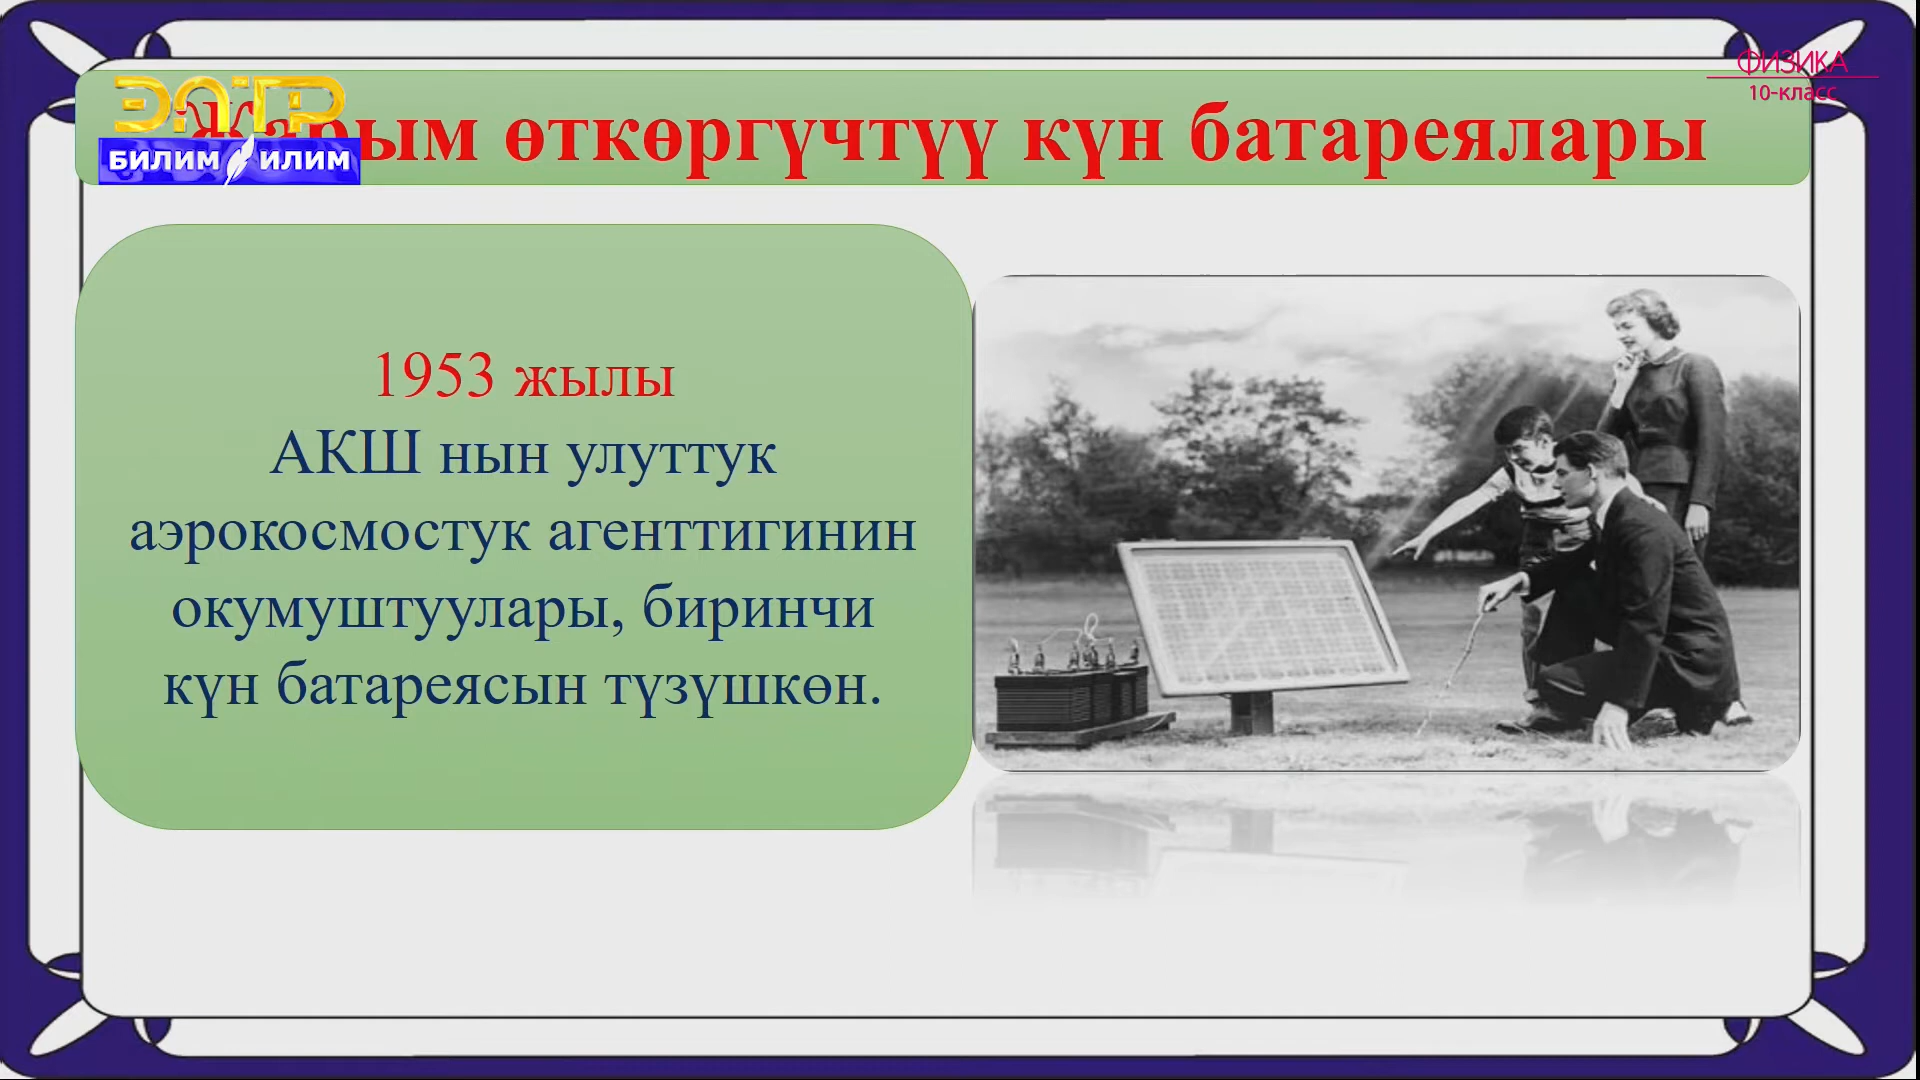 ЭЛТР
БИЛИМ ИЛИМ
ФИЗИКА
10-класс
Жарым өткөргүчтүү күн батареялары
1953 жылы
АКШ нын улуттук
аэрокосмостук агенттигинин
окумуштуулары, биринчи
күн батареясын түзүшкөн.